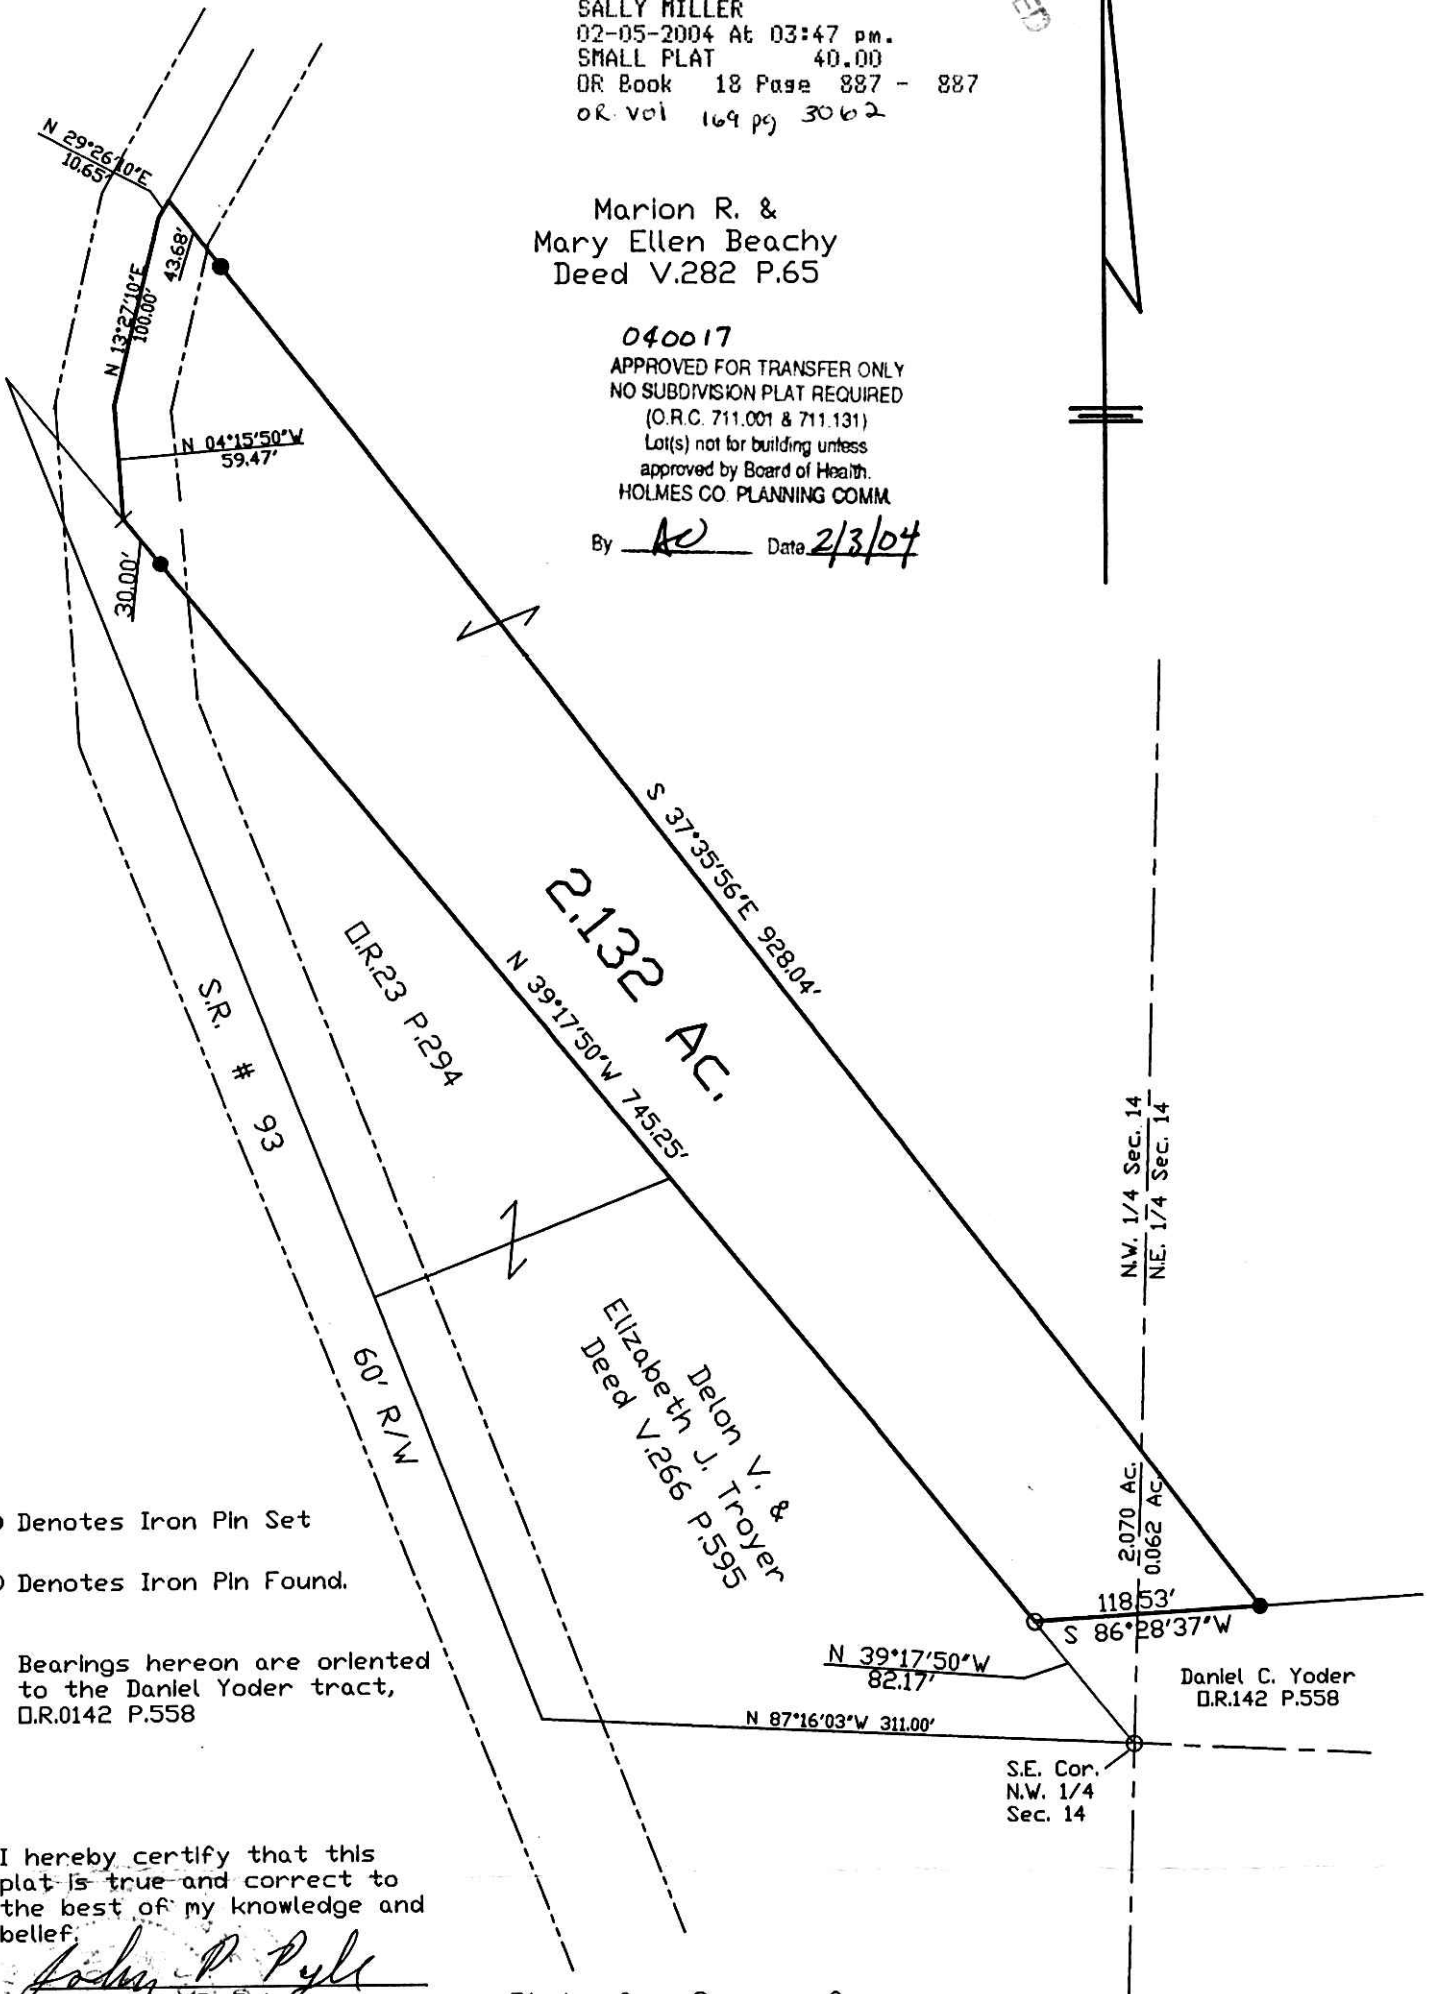 SALLY MILLER
02-05-2004 At 03:47 pm.
SMALL PLAT 40.00
OR Book 18 Page 887 - 887
OR Vol 169 pg 3062
N 29°26'10"E
10.65'
Marion R. &
Mary Ellen Beachy
Deed V.282 P.65
43.68'
N 13°27'10"E
100.00'
040017
APPROVED FOR TRANSFER ONLY
NO SUBDIVISION PLAT REQUIRED
(O.R.C. 711.001 & 711.131)
Lot(s) not for building unless
approved by Board of Health.
HOLMES CO. PLANNING COMM.
By AC Date 2/3/04
N 04°15'50"W
59.47'
30.00'
S 37°35'56"E 928.04'
2.132 Ac.
N 39°17'50"W 745.25'
O.R.23 P.294
S.R. # 93
60' R/W
N.W. 1/4 Sec. 14
N.E. 1/4 Sec. 14
Delon V. &
Elizabeth J. Troyer
Deed V.266 P.595
2.070 Ac.
0.062 Ac.
Denotes Iron Pin Set
Denotes Iron Pin Found.
118.53'
S 86°28'37"W
N 39°17'50"W
82.17'
Daniel C. Yoder
O.R.142 P.558
Bearings hereon are oriented
to the Daniel Yoder tract,
O.R.0142 P.558
N 87°16'03"W 311.00'
S.E. Cor.
N.W. 1/4
Sec. 14
I hereby certify that this
plat is true and correct to
the best of my knowledge and
belief.
John P Pyle